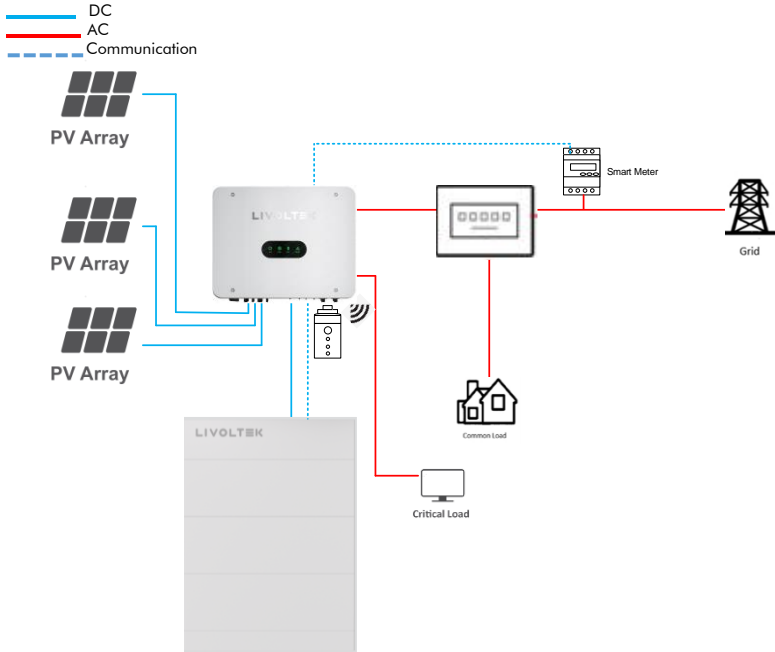 DC
AC
Communication
PV Array
PV Array
PV Array
LIVOLTEK
Smart Meter
Grid
Common Load
LIVOLTEK
Critical Load